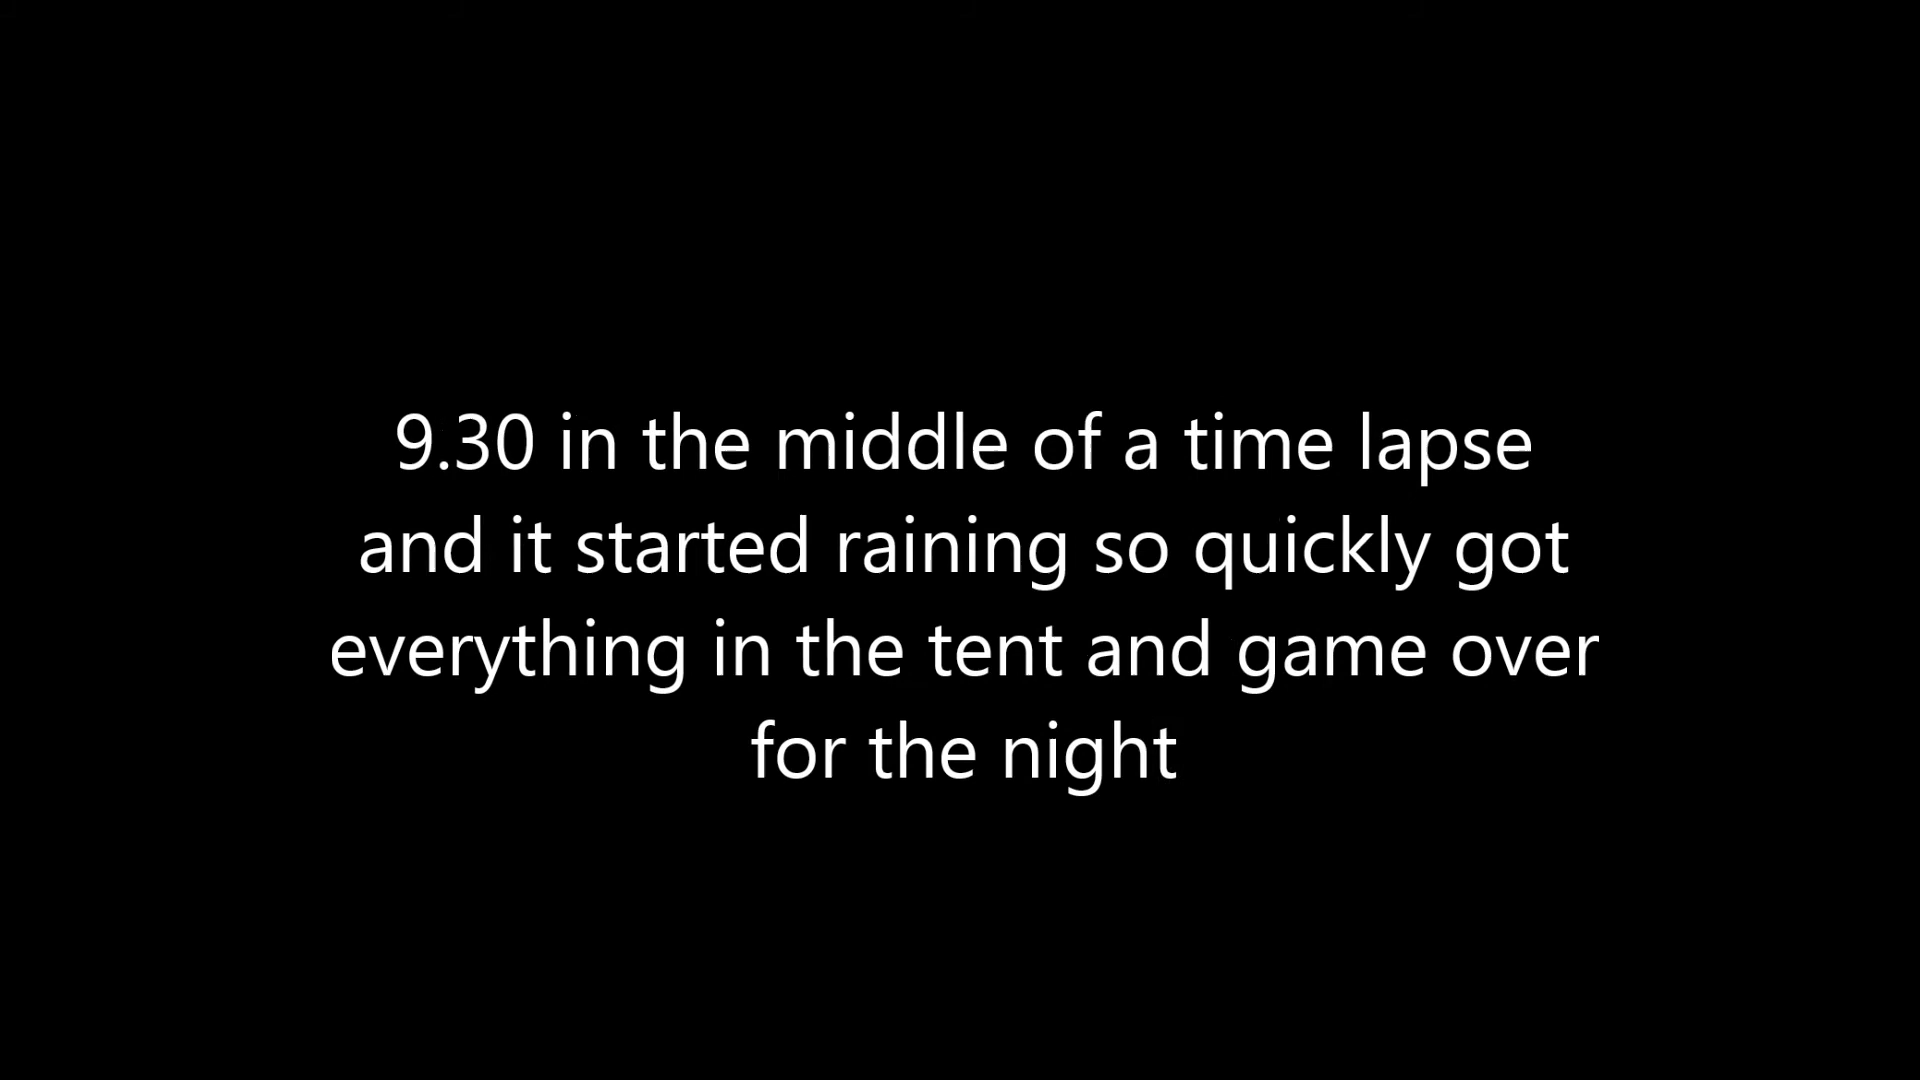 9.30 in the middle of a time lapse
and it started raining so quickly got
everything in the tent and game over
for the night